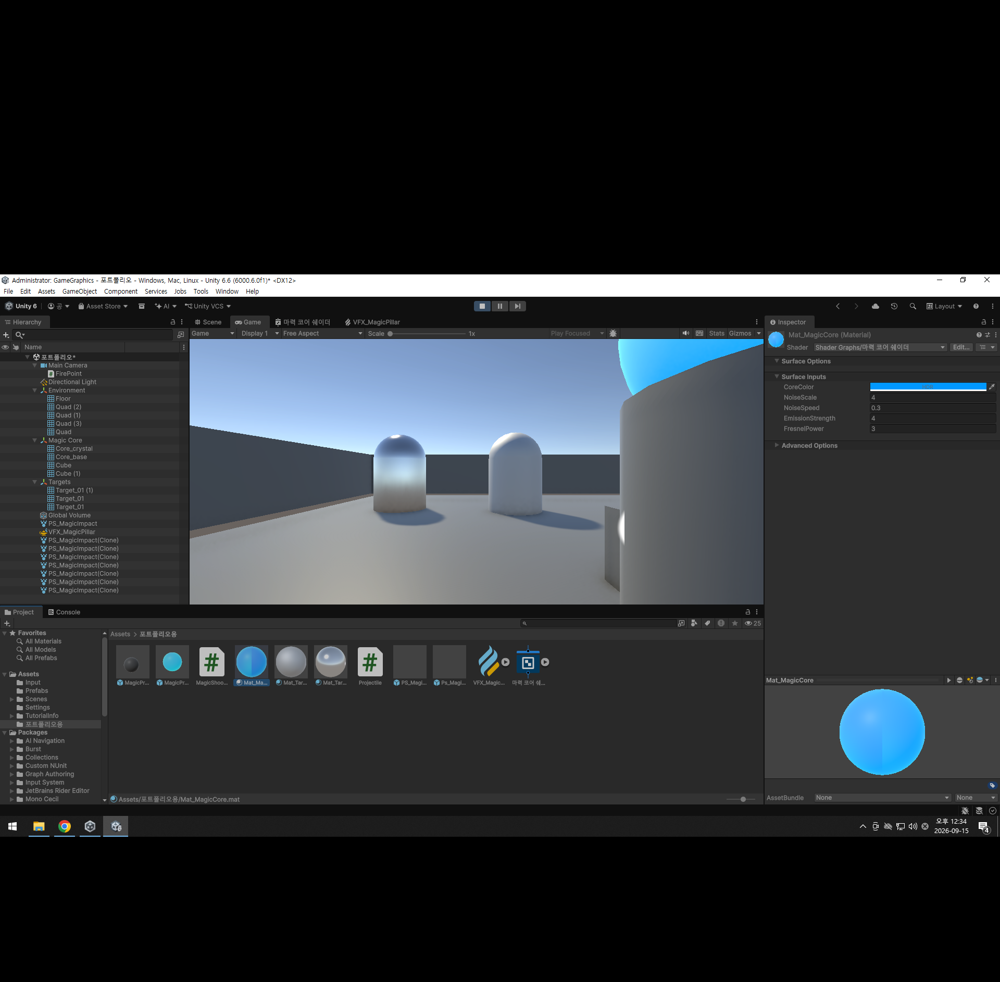 Administrator: GameGraphics - 포트폴리오 - Windows, Mac, Linux - Unity 6.6 (6000.6.0f1)* <DX12>
File Edit Assets GameObject Component Services Jobs Tools Window Help
Unity 6 공 Asset Store AI Unity VCS Layout
Hierarchy
Name
포트폴리오*
Main Camera
FirePoint
Directional Light
Environment
Floor
Quad (2)
Quad (1)
Quad (3)
Quad
Magic Core
Core_crystal
Core_base
Cube
Cube (1)
Targets
Target_01 (1)
Target_01
Target_01
Global Volume
PS_MagicImpact
VFX_MagicPillar
PS_MagicImpact(Clone)
PS_MagicImpact(Clone)
PS_MagicImpact(Clone)
PS_MagicImpact(Clone)
PS_MagicImpact(Clone)
PS_MagicImpact(Clone)
PS_MagicImpact(Clone)
Scene Game 마력 코어 쉐이더 VFX_MagicPillar
Game Display 1 Free Aspect Scale 1x Play Focused Stats Gizmos
Inspector
Mat_MagicCore (Material)
Shader Shader Graphs/마력 코어 쉐이더 Edit...
Surface Options
Surface Inputs
CoreColor HDR
NoiseScale 4
NoiseSpeed 0.3
EmissionStrength 4
FresnelPower 3
Advanced Options
Project Console
25
Favorites
All Materials
All Models
All Prefabs
Assets
Input
Prefabs
Scenes
Settings
TutorialInfo
포트폴리오용
Packages
AI Navigation
Burst
Collections
Custom NUnit
Graph Authoring
Input System
JetBrains Rider Editor
Mono Cecil
Assets > 포트폴리오용
MagicPr... MagicPr... MagicShoo... Mat_Ma... Mat_Tar... Mat_Tar... Projectile PS_Magi... Ps_Magi... VFX_Magic... 마력 코어 쉐...
Assets/포트폴리오용/Mat_MagicCore.mat
Mat_MagicCore
AssetBundle None None
오후 12:34
2026-09-15
4